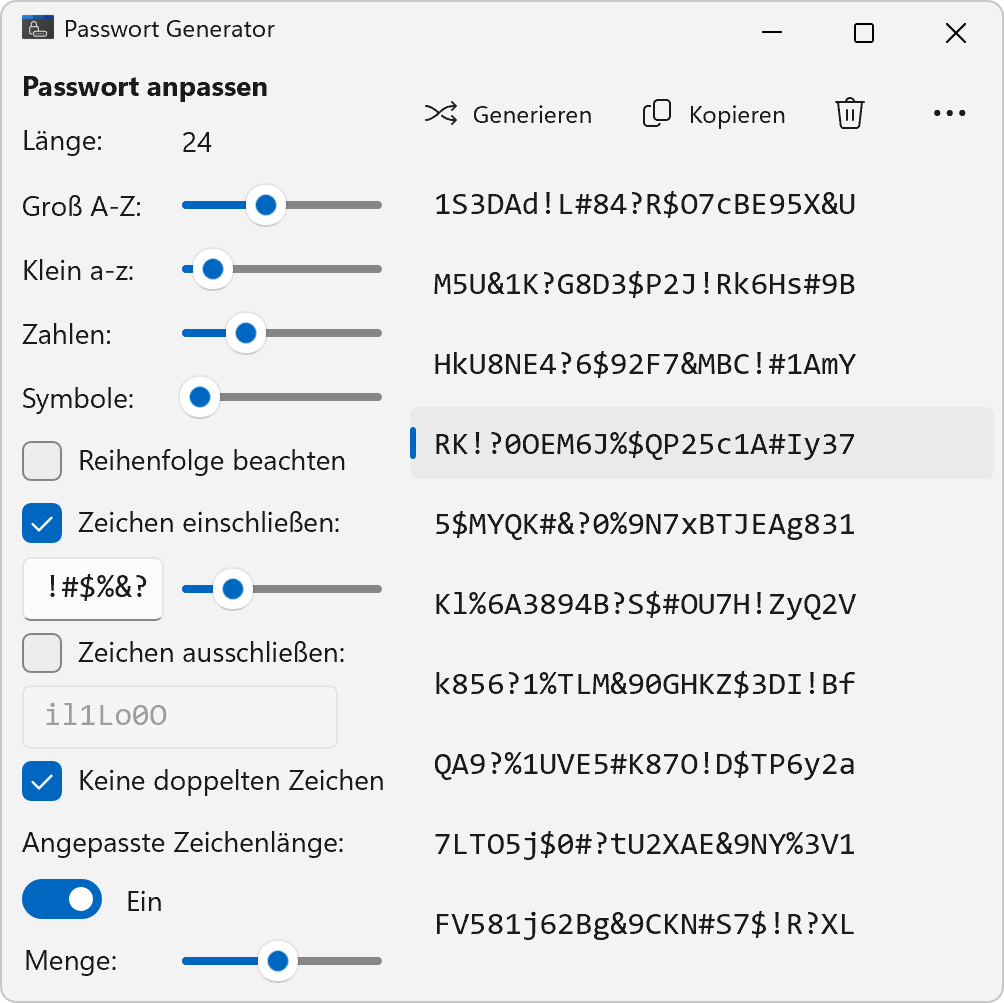 Passwort Generator
Passwort anpassen
Länge: 24
Groß A-Z:
Klein a-z:
Zahlen:
Symbole:
Reihenfolge beachten
Zeichen einschließen:
!#$%&?
Zeichen ausschließen:
il1Lo0O
Keine doppelten Zeichen
Angepasste Zeichenlänge:
Ein
Menge:
Generieren Kopieren
1S3DAd!L#84?R$O7cBE95X&U
M5U&1K?G8D3$P2J!Rk6Hs#9B
HkU8NE4?6$92F7&MBC!#1AmY
RK!?0OEM6J%$QP25c1A#Iy37
5$MYQK#&?0%9N7xBTJEAg831
Kl%6A3894B?S$#OU7H!ZyQ2V
k856?1%TLM&90GHKZ$3DI!Bf
QA9?%1UVE5#K87O!D$TP6y2a
7LTO5j$0#?tU2XAE&9NY%3V1
FV581j62Bg&9CKN#S7$!R?XL